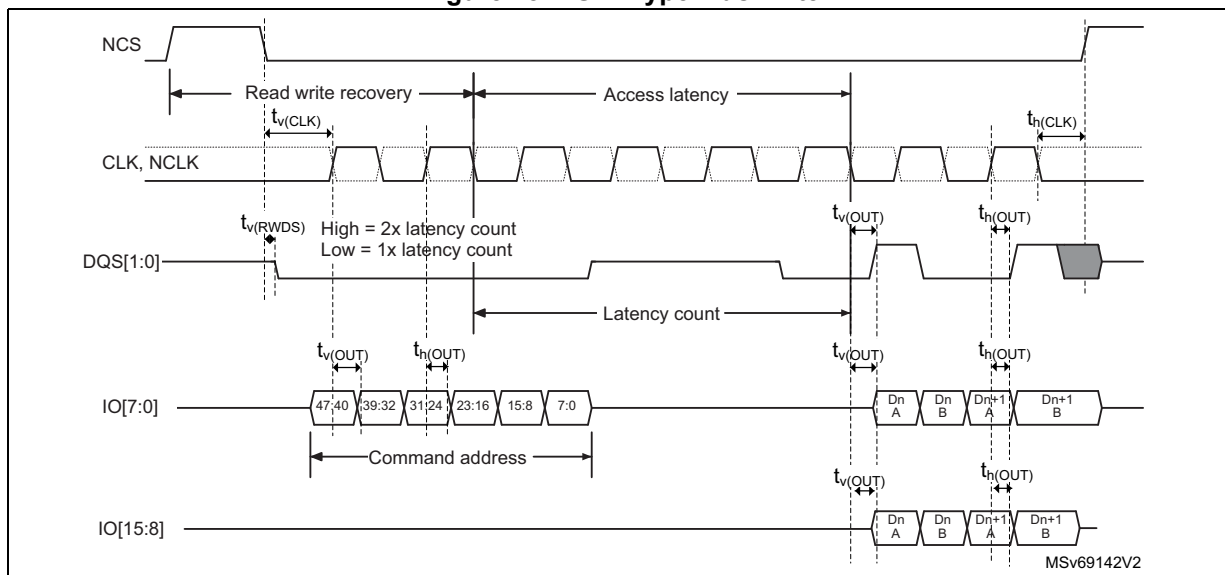 NCS
Read write recovery
Access latency
tv(CLK)
th(CLK)
CLK, NCLK
tv(RWDS)
High = 2x latency count
Low = 1x latency count
tv(OUT)
th(OUT)
DQS[1:0]
Latency count
tv(OUT)
th(OUT)
tv(OUT)
th(OUT)
IO[7:0]
47:40
39:32
31:24
23:16
15:8
7:0
Dn A
Dn B
Dn+1 A
Dn+1 B
Command address
tv(OUT)
th(OUT)
IO[15:8]
Dn A
Dn B
Dn+1 A
Dn+1 B
MSv69142V2